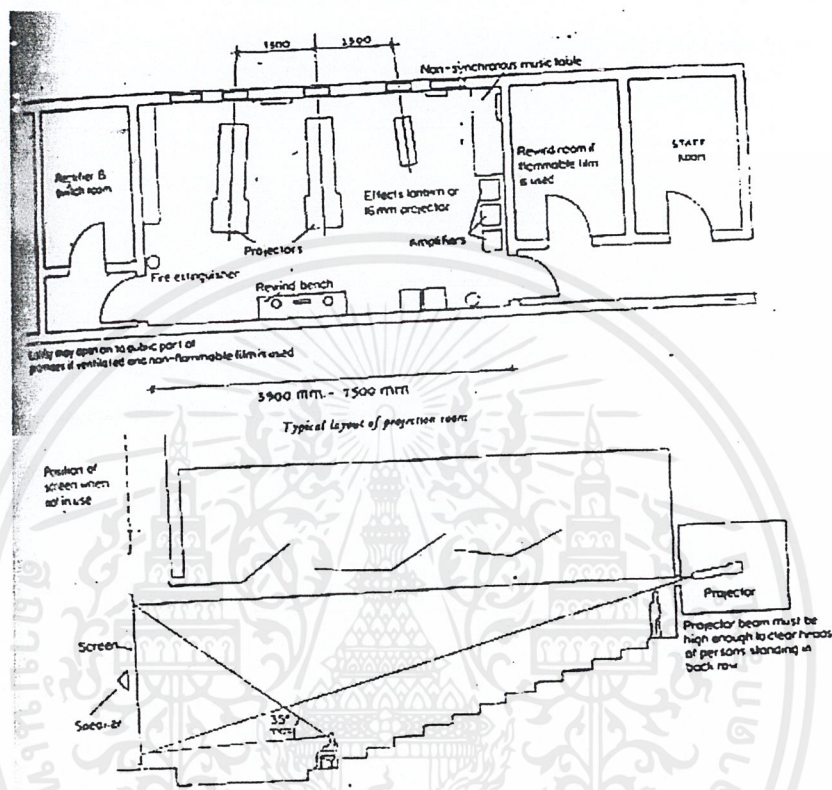 1500
1500
Non-synchronous music table
Rectifier &
switch room
Effects lantern or
16mm projector
Rewind room if
flammable film
is used
STAFF
Room
Projectors
Amplifiers
Fire extinguisher
Rewind bench
Lobby may open on to public part of
premises if ventilated and non-flammable film is used
3900 mm. - 7500 mm
Typical layout of projection room
Position of
screen when
not in use
Projector
Projector beam must be
high enough to clear heads
of persons standing in
back row
Screen
Speaker
35°